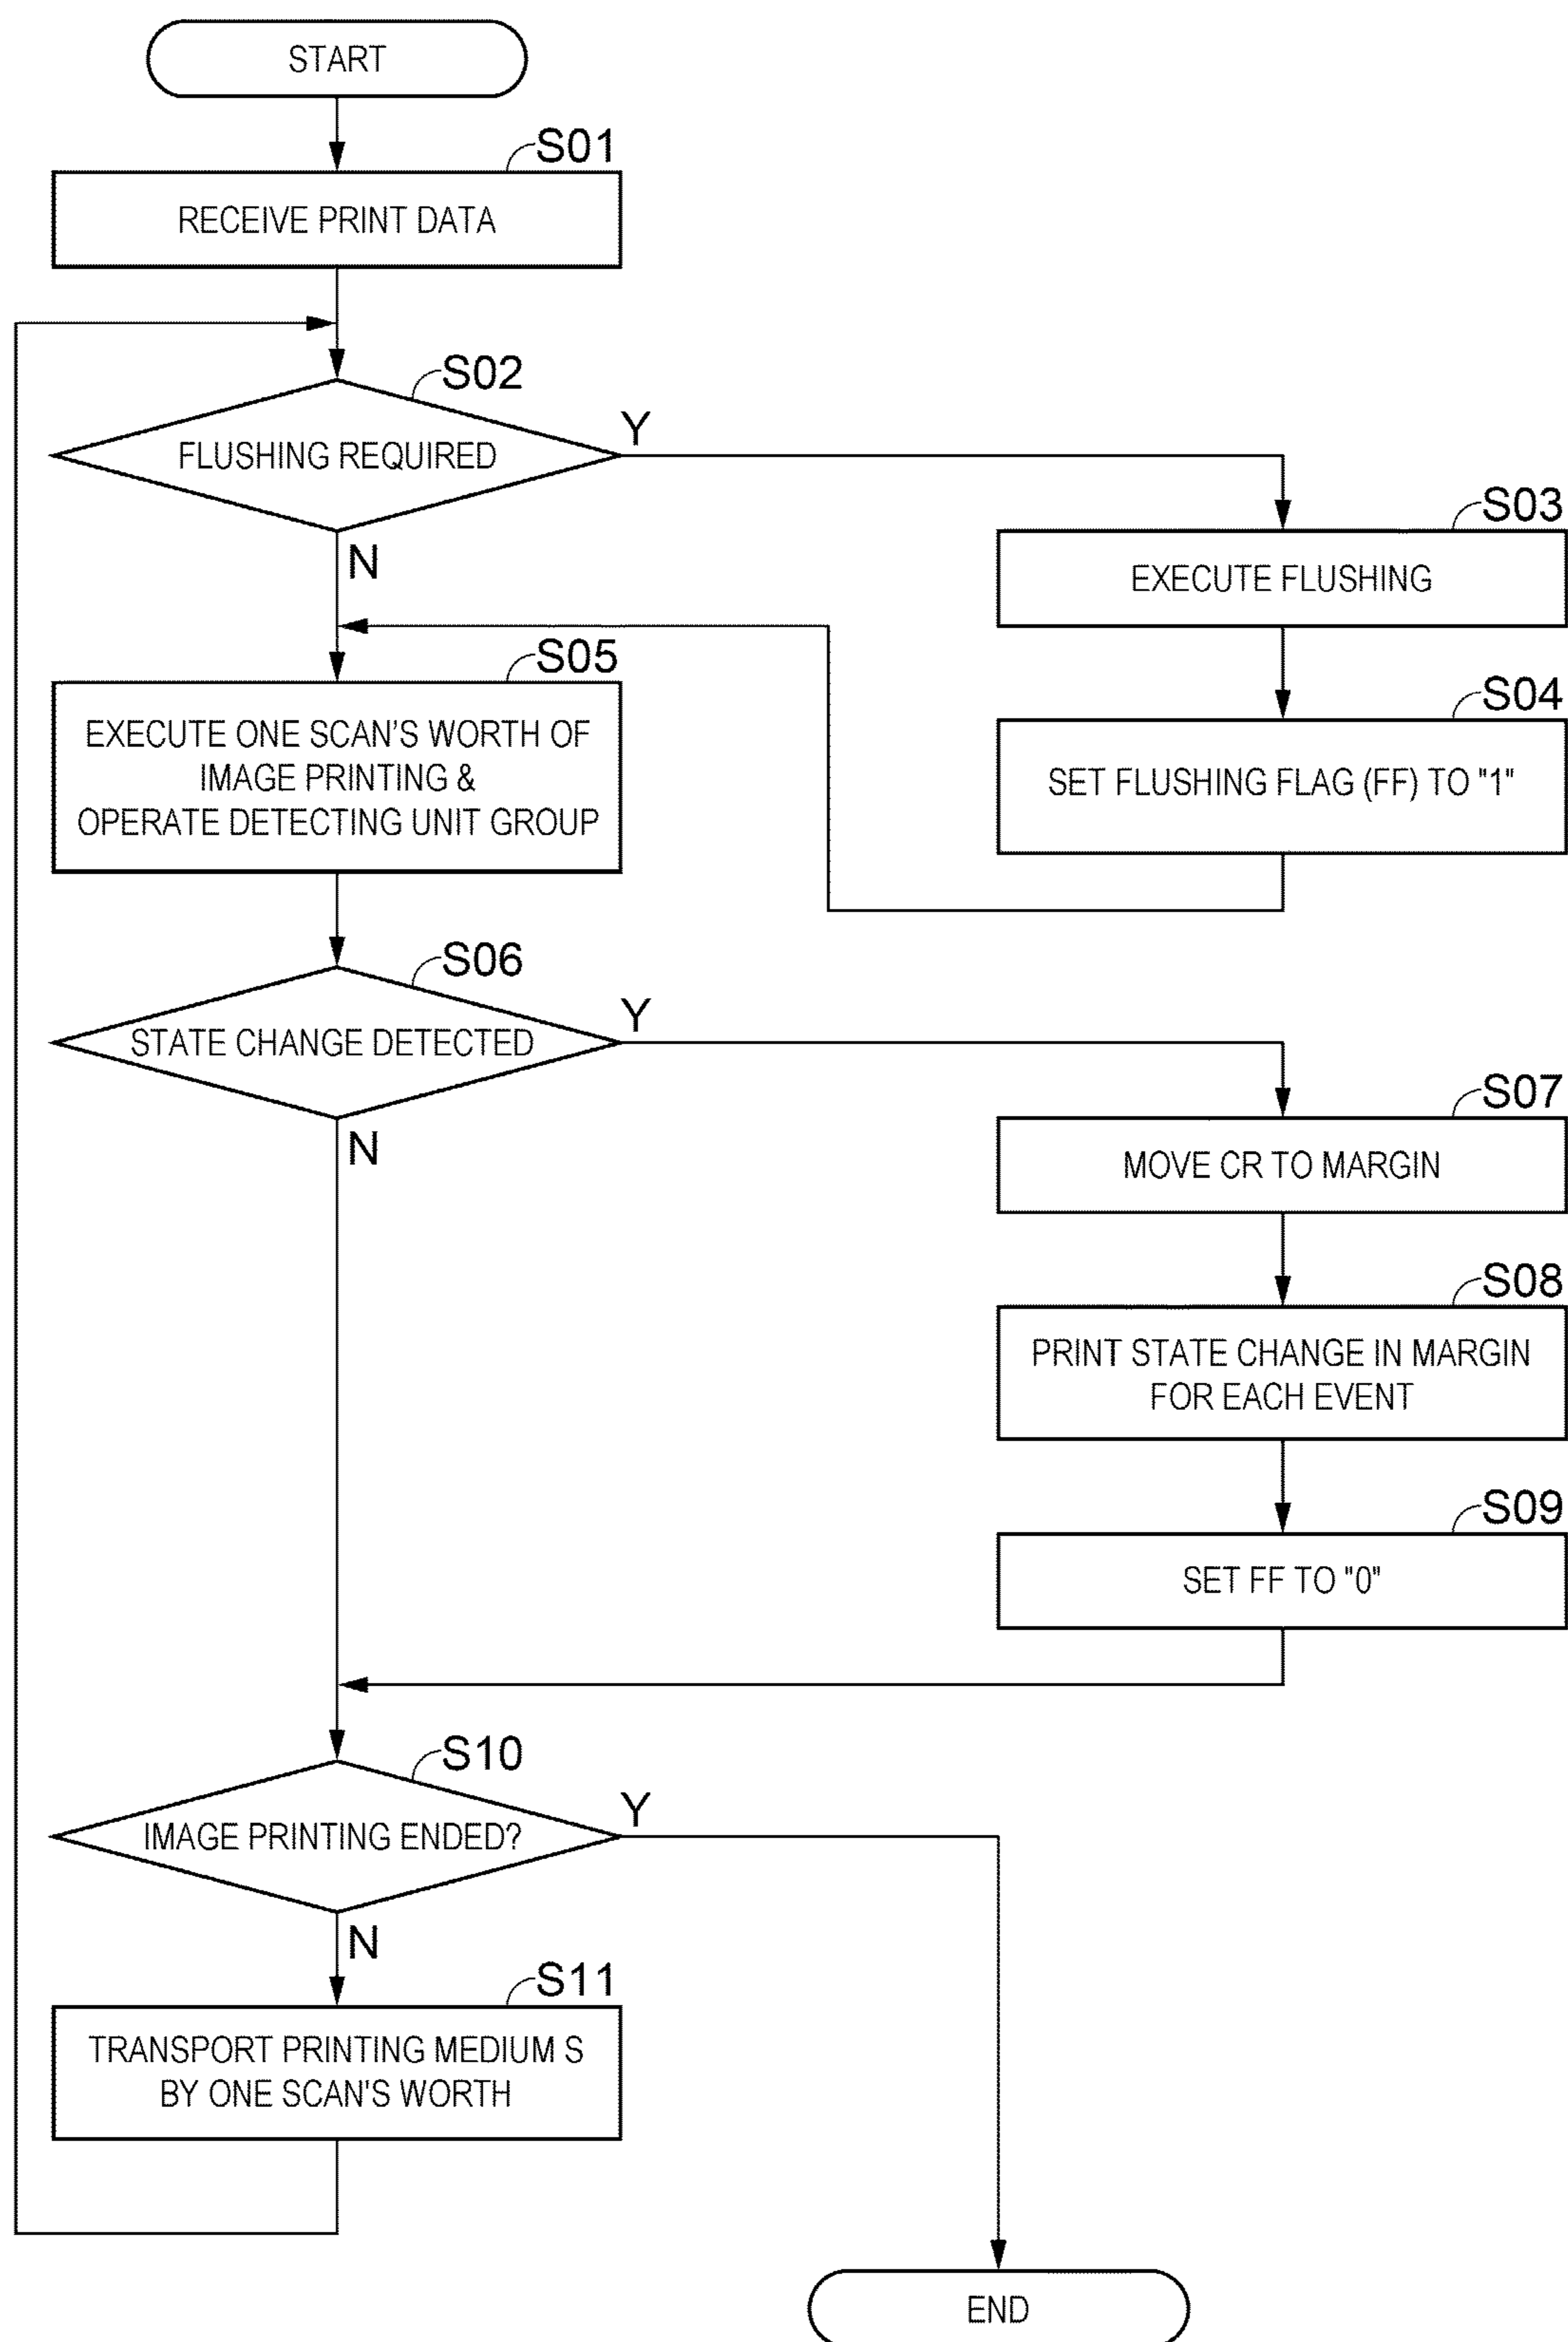 START
S01
RECEIVE PRINT DATA
S02
FLUSHING REQUIRED
Y
N
S03
EXECUTE FLUSHING
S04
SET FLUSHING FLAG (FF) TO "1"
S05
EXECUTE ONE SCAN'S WORTH OF
IMAGE PRINTING &
OPERATE DETECTING UNIT GROUP
S06
STATE CHANGE DETECTED
Y
N
S07
MOVE CR TO MARGIN
S08
PRINT STATE CHANGE IN MARGIN
FOR EACH EVENT
S09
SET FF TO "0"
S10
IMAGE PRINTING ENDED?
Y
N
S11
TRANSPORT PRINTING MEDIUM S
BY ONE SCAN'S WORTH
END